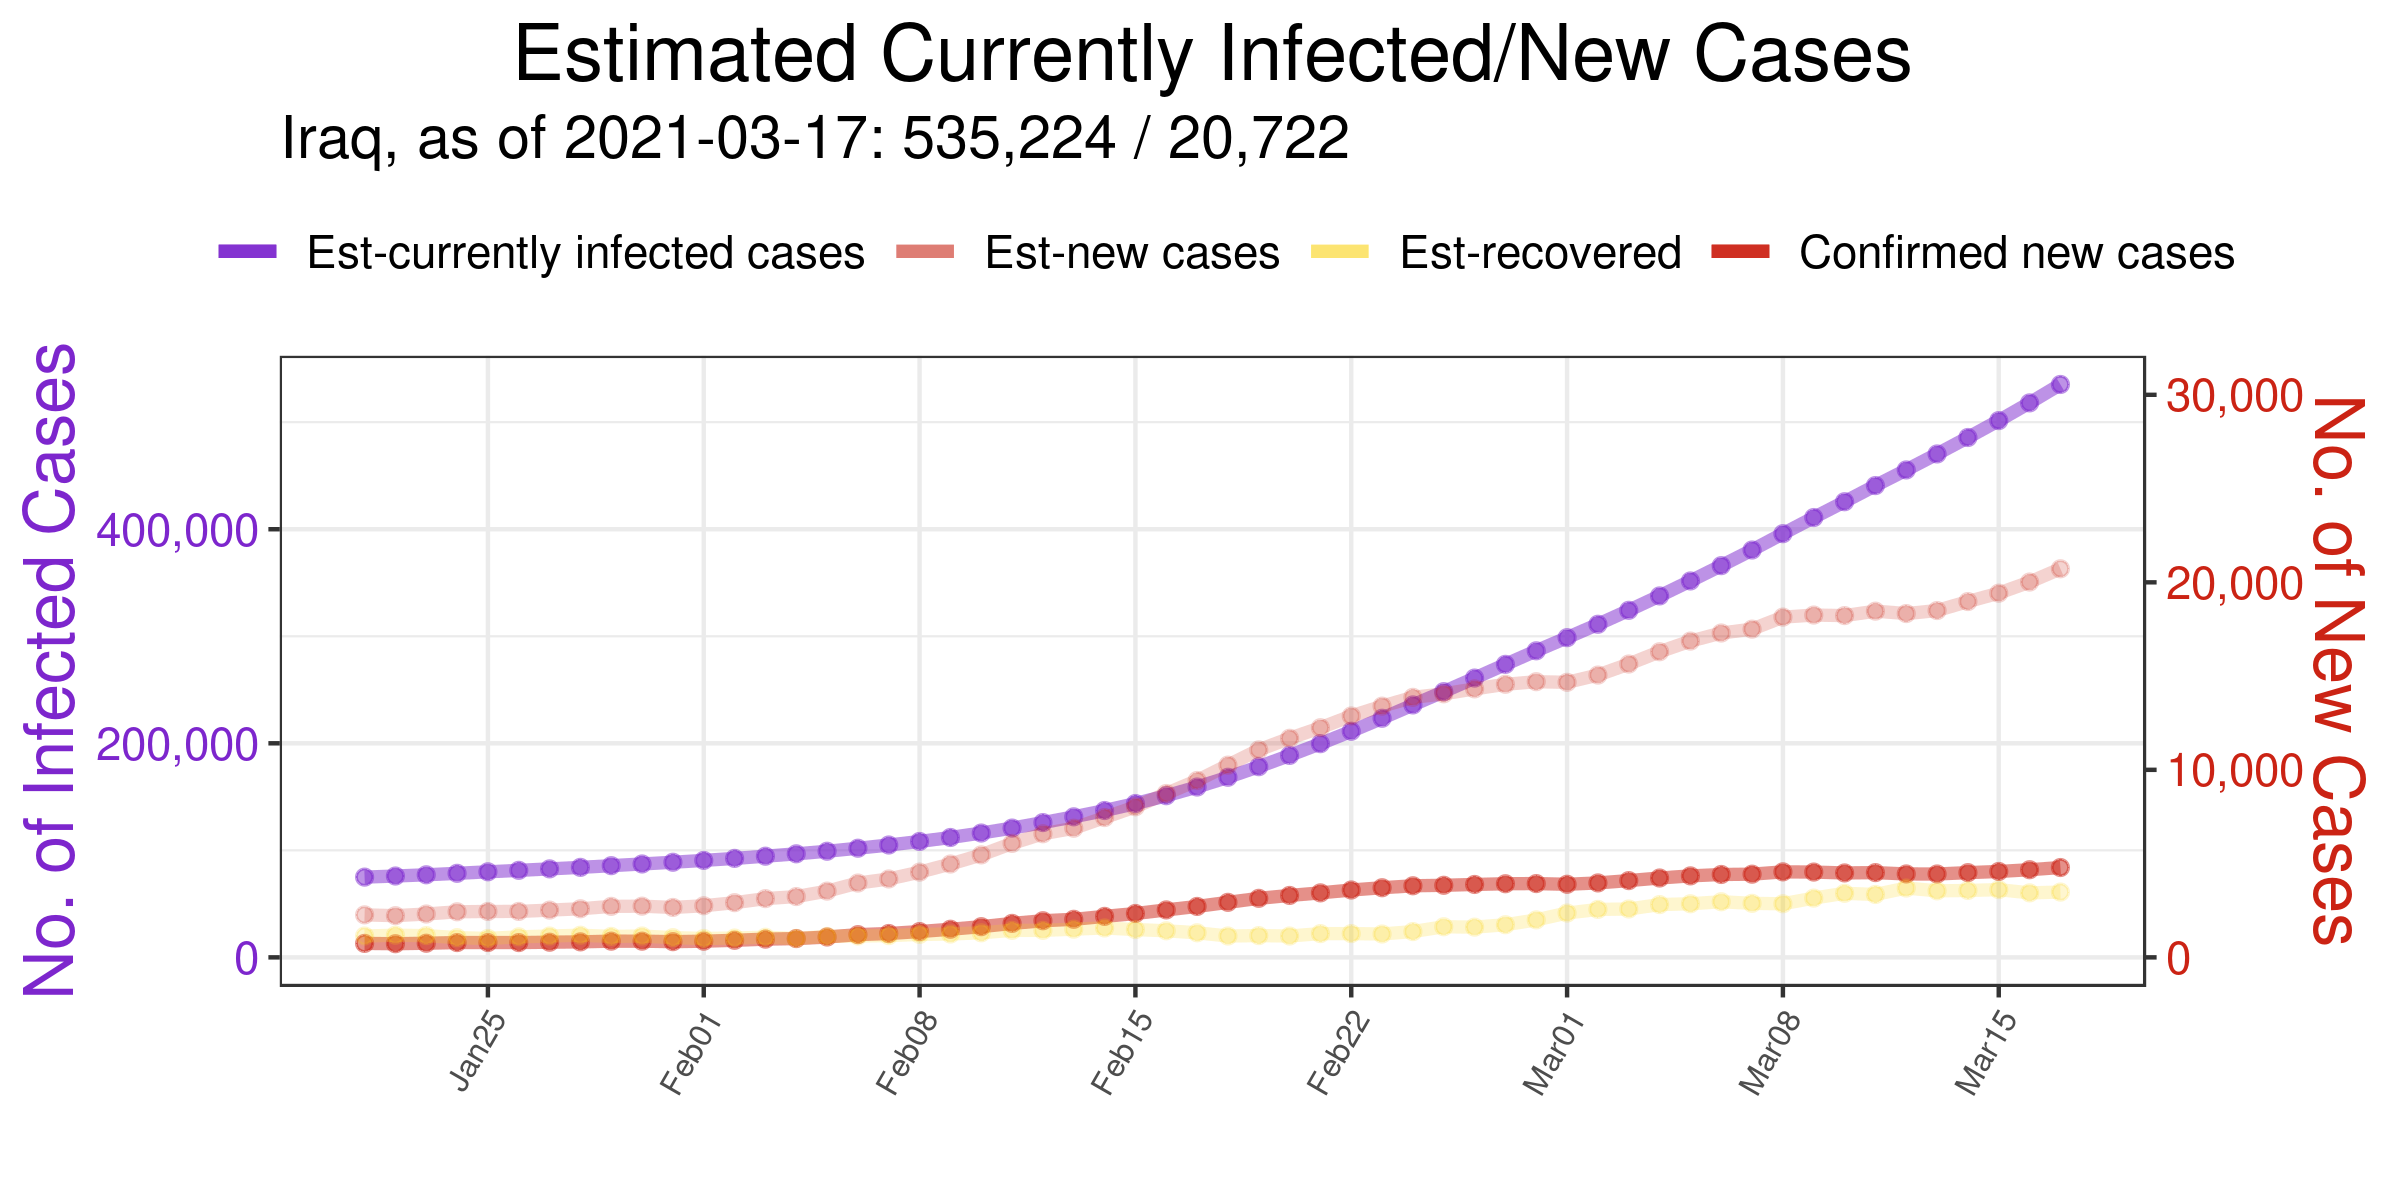 Estimated Currently Infected/New Cases
Iraq, as of 2021-03-17: 535,224 / 20,722
Est-currently infected cases Est-new cases Est-recovered Confirmed new cases
No. of Infected Cases
400,000
200,000
0
30,000
20,000
10,000
0
No. of New Cases
Jan25 Feb01 Feb08 Feb15 Feb22 Mar01 Mar08 Mar15